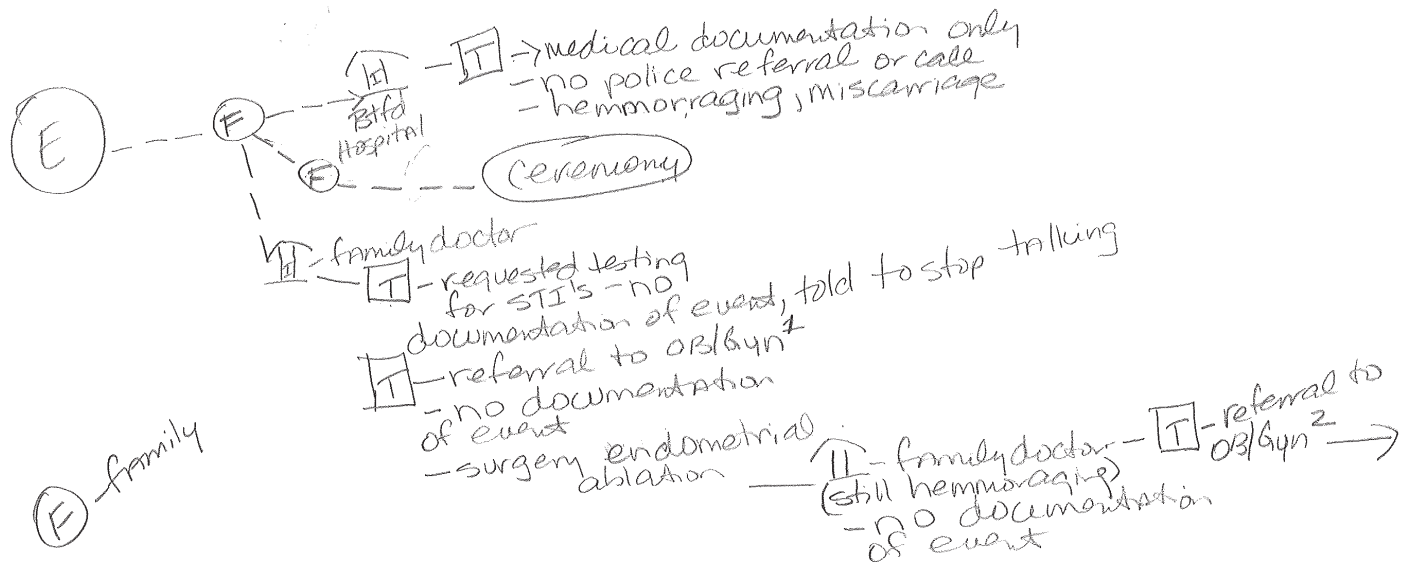 E
F
I
Btfd
Hospital
T → medical documentation only
- no police referral or call
- hemmorraging, miscarriage
F
ceremony
I - family doctor
T - requested testing
for STI's - no
documentation of event, told to stop talking
T - referral to OB/Gyn 1
- no documentation
of event
- surgery endometrial
ablation
I - family doctor
(still hemmoraging)
- no documentation
of event
T - referral to
OB/Gyn 2
F - family